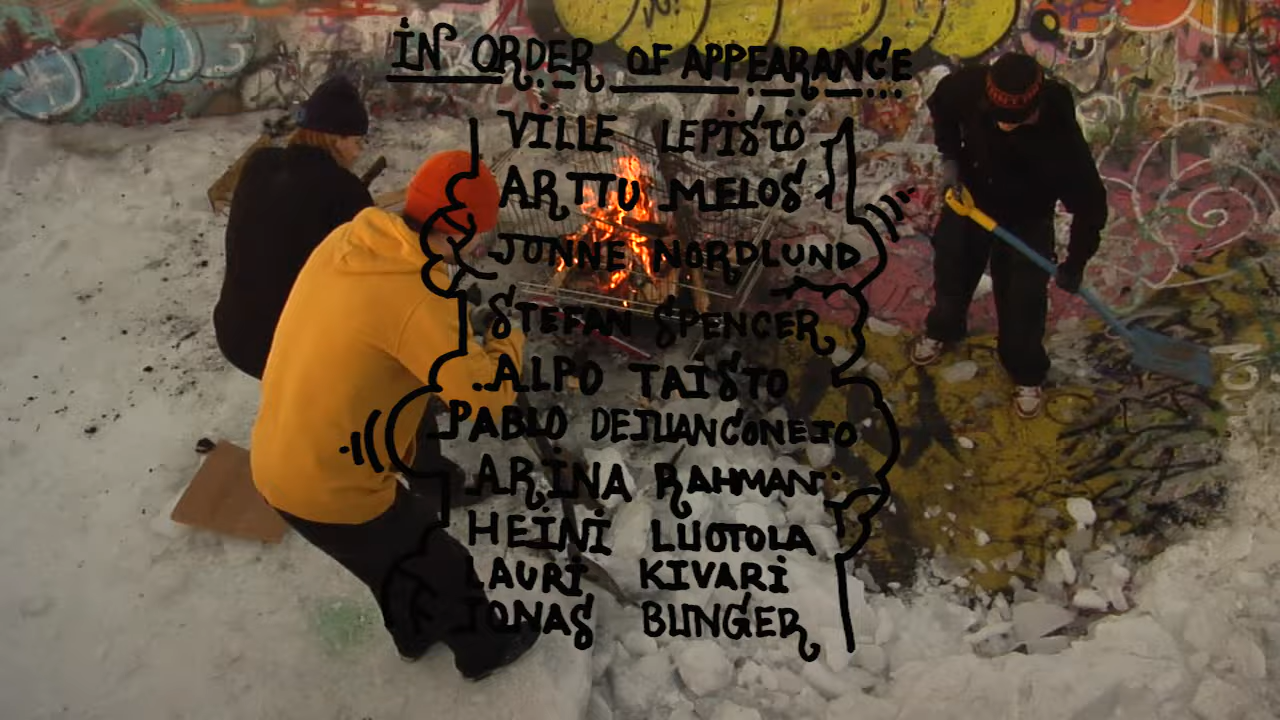 IN ORDER OF APPEARANCE
VILLE LEPISTÖ
ARTTU MELOS
JONNE NORDLUND
STEFAN SPENCER
ALPO TAISTO
PABLO DEJUANCONEJO
ARINA RAHMAN
HEINI LUOTOLA
LAURI KIVARI
JONAS BUNGER